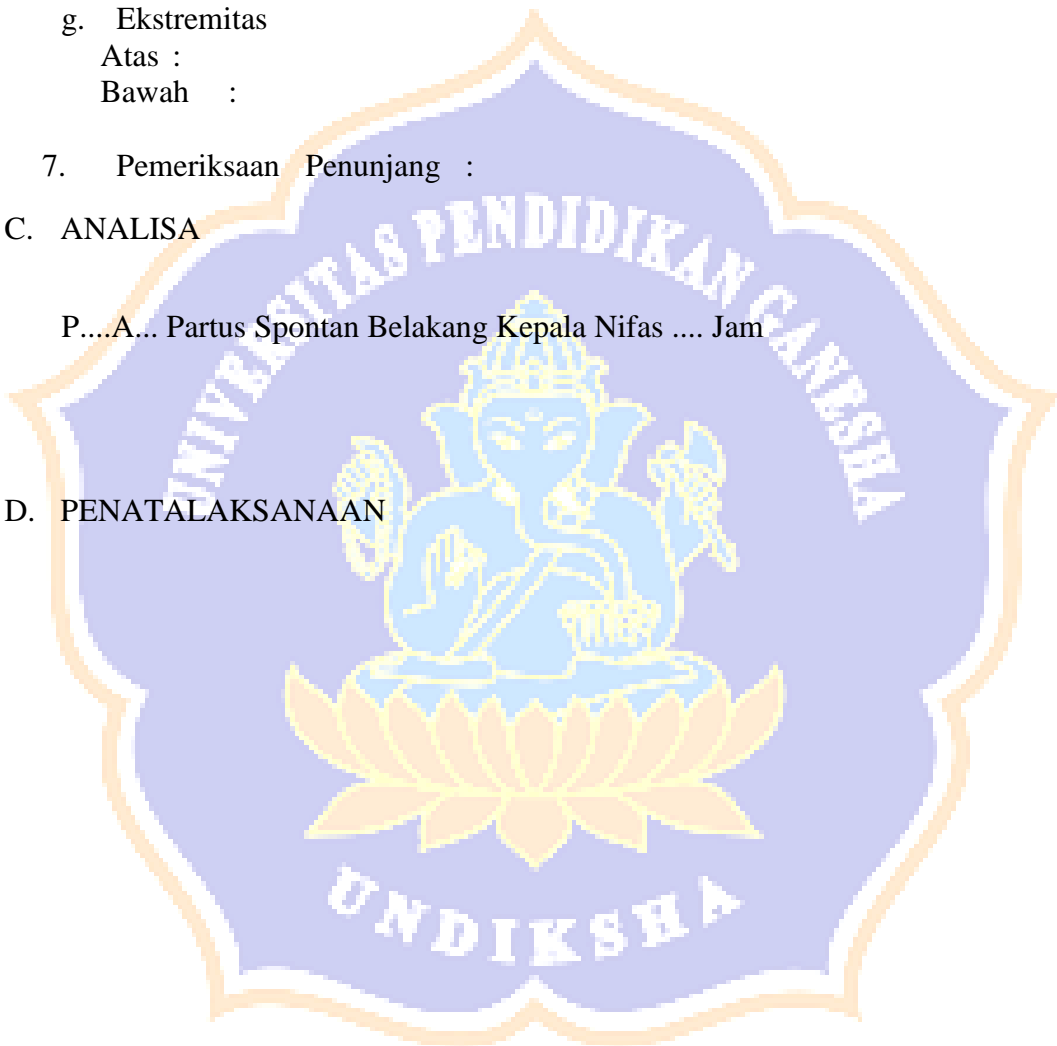 g. Ekstremitas
Atas :
Bawah :
7. Pemeriksaan Penunjang :
C. ANALISA
UNIVERSITAS PENDIDIKAN GANESHA
P....A... Partus Spontan Belakang Kepala Nifas .... Jam
D. PENATALAKSANAAN
UNDIKSHA